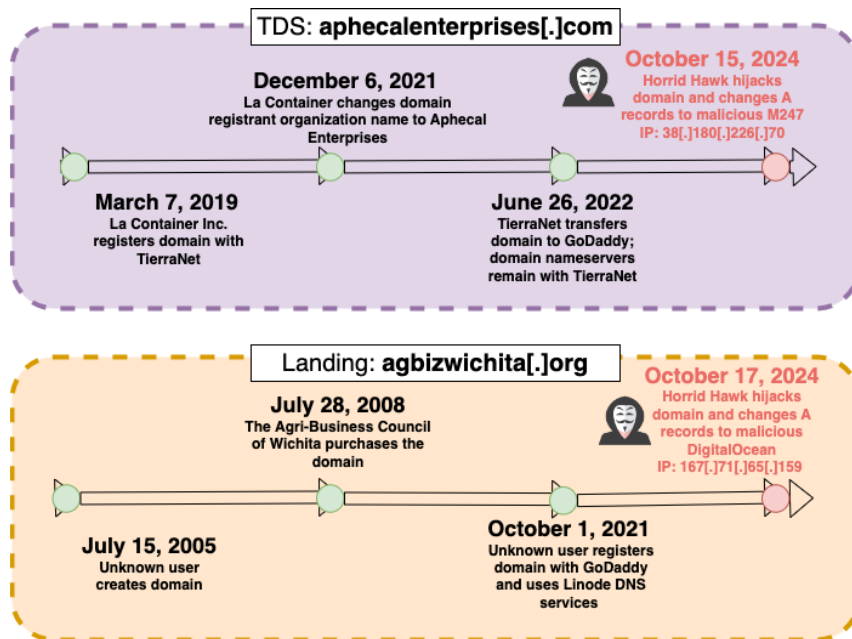 TDS: aphecalenterprises[.]com
October 15, 2024
Horrid Hawk hijacks
domain and changes A
records to malicious M247
IP: 38[.]180[.]226[.]70
December 6, 2021
La Container changes domain
registrant organization name to Aphecal
Enterprises
March 7, 2019
La Container Inc.
registers domain with
TierraNet
June 26, 2022
TierraNet transfers
domain to GoDaddy;
domain nameservers
remain with TierraNet
Landing: agbizwichita[.]org
October 17, 2024
Horrid Hawk hijacks
domain and changes A
records to malicious
DigitalOcean
IP: 167[.]71[.]65[.]159
July 28, 2008
The Agri-Business Council
of Wichita purchases the
domain
July 15, 2005
Unknown user
creates domain
October 1, 2021
Unknown user registers
domain with GoDaddy
and uses Linode DNS
services